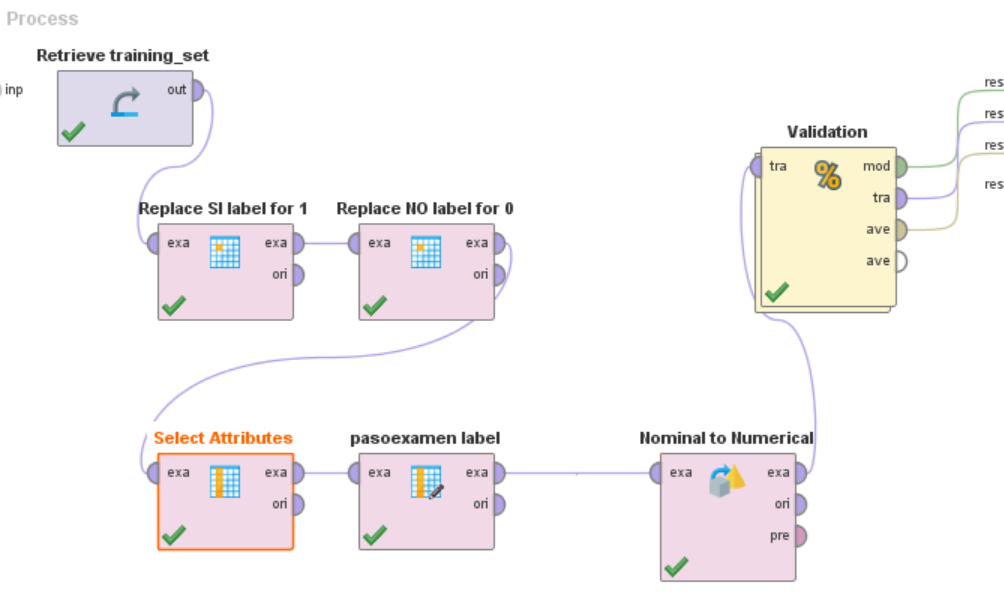 Process
Retrieve training_set
inp
out
res
res
res
res
Validation
tra
mod
tra
ave
ave
Replace SI label for 1
exa
exa
ori
Replace NO label for 0
exa
exa
ori
Select Attributes
exa
exa
ori
pasoexamen label
exa
exa
ori
Nominal to Numerical
exa
exa
ori
pre